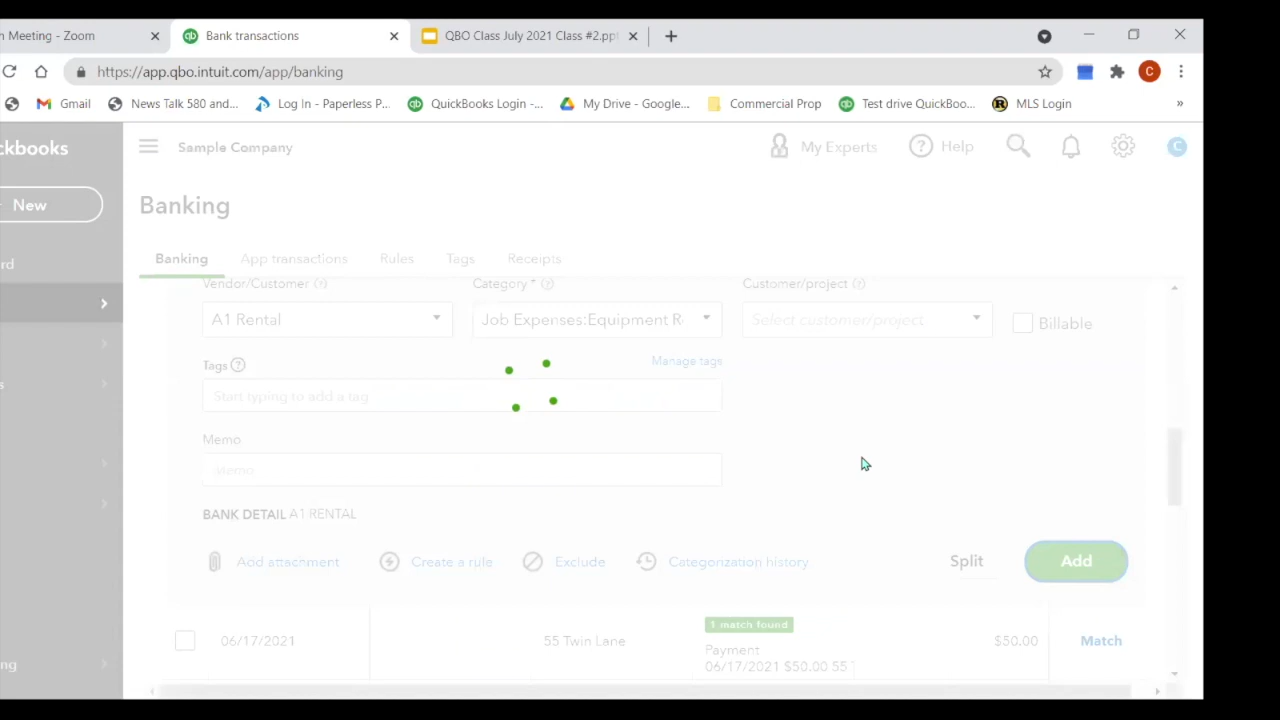 n Meeting - Zoom
Bank transactions
QBO Class July 2021 Class #2.ppt
https://app.qbo.intuit.com/app/banking
C
Gmail
News Talk 580 and...
Log In - Paperless P...
QuickBooks Login -...
My Drive - Google...
Commercial Prop
Test drive QuickBoo...
MLS Login
»
ckbooks
Sample Company
My Experts
Help
C
New
Banking
rd
Banking
App transactions
Rules
Tags
Receipts
Vendor/Customer
Category *
Customer/project
A1 Rental
Job Expenses:Equipment R
Select customer/project
Billable
Tags
Manage tags
Start typing to add a tag
s
Memo
Memo
BANK DETAIL A1 RENTAL
Add attachment
Create a rule
Exclude
Categorization history
Split
Add
1 match found
06/17/2021
55 Twin Lane
Payment
06/17/2021 $50.00 55 T
$50.00
Match
ng